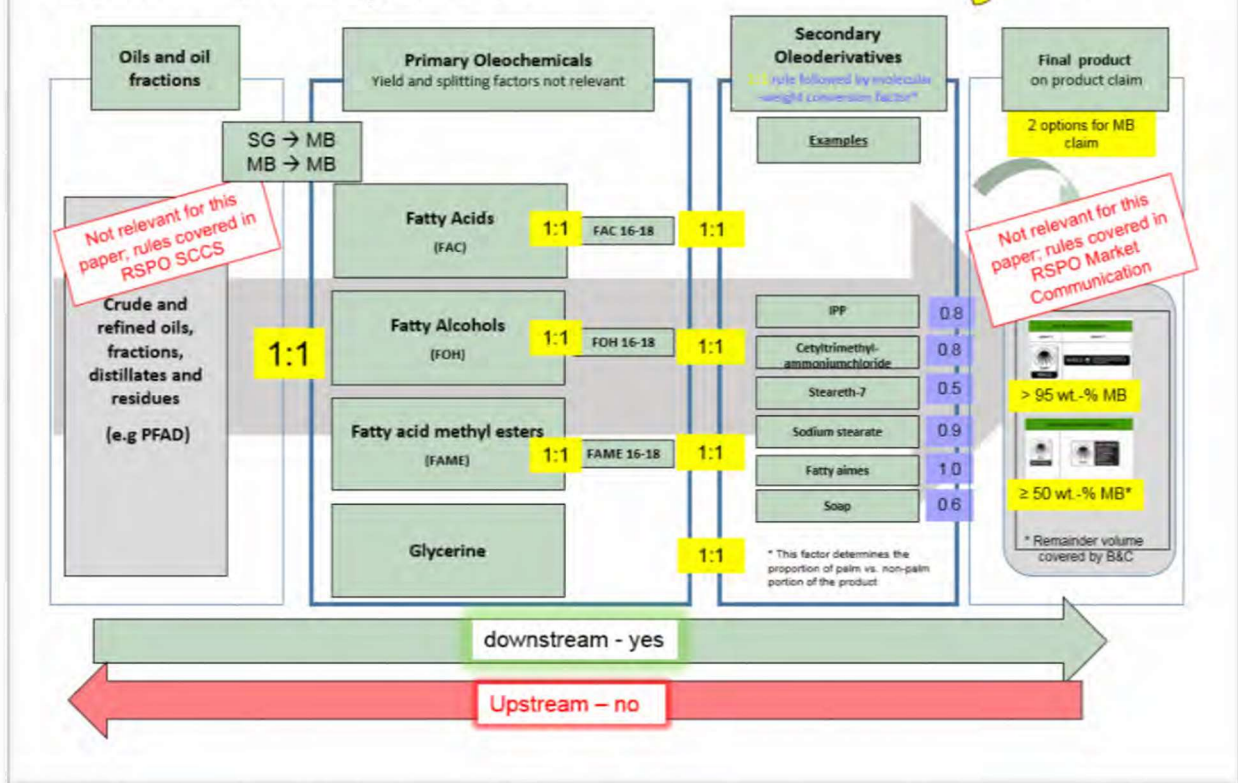 Oils and oil
fractions
Primary Oleochemicals
Yield and splitting factors not relevant
Secondary
Oleoderivatives
1:1 rule followed by molecular
weight conversion factor*
Final product
on product claim
SG → MB
MB → MB
Examples
2 options for MB
claim
Not relevant for this
paper; rules covered in
RSPO SCCS
Crude and
refined oils,
fractions,
distillates and
residues
(e.g PFAD)
1:1
Fatty Acids
(FAC)
1:1
FAC 16-18
1:1
Fatty Alcohols
(FOH)
1:1
FOH 16-18
1:1
Fatty acid methyl esters
(FAME)
1:1
FAME 16-18
1:1
Glycerine
1:1
IPP
0.8
Cetyltrimethyl-
ammoniumchloride
0.8
Steareth-7
0.5
Sodium stearate
0.9
Fatty aimes
1.0
Soap
0.6
* This factor determines the
proportion of palm vs. non-palm
portion of the product
Not relevant for this
paper; rules covered in
RSPO Market
Communication
> 95 wt.-% MB
≥ 50 wt.-% MB*
* Remainder volume
covered by B&C
downstream - yes
Upstream – no